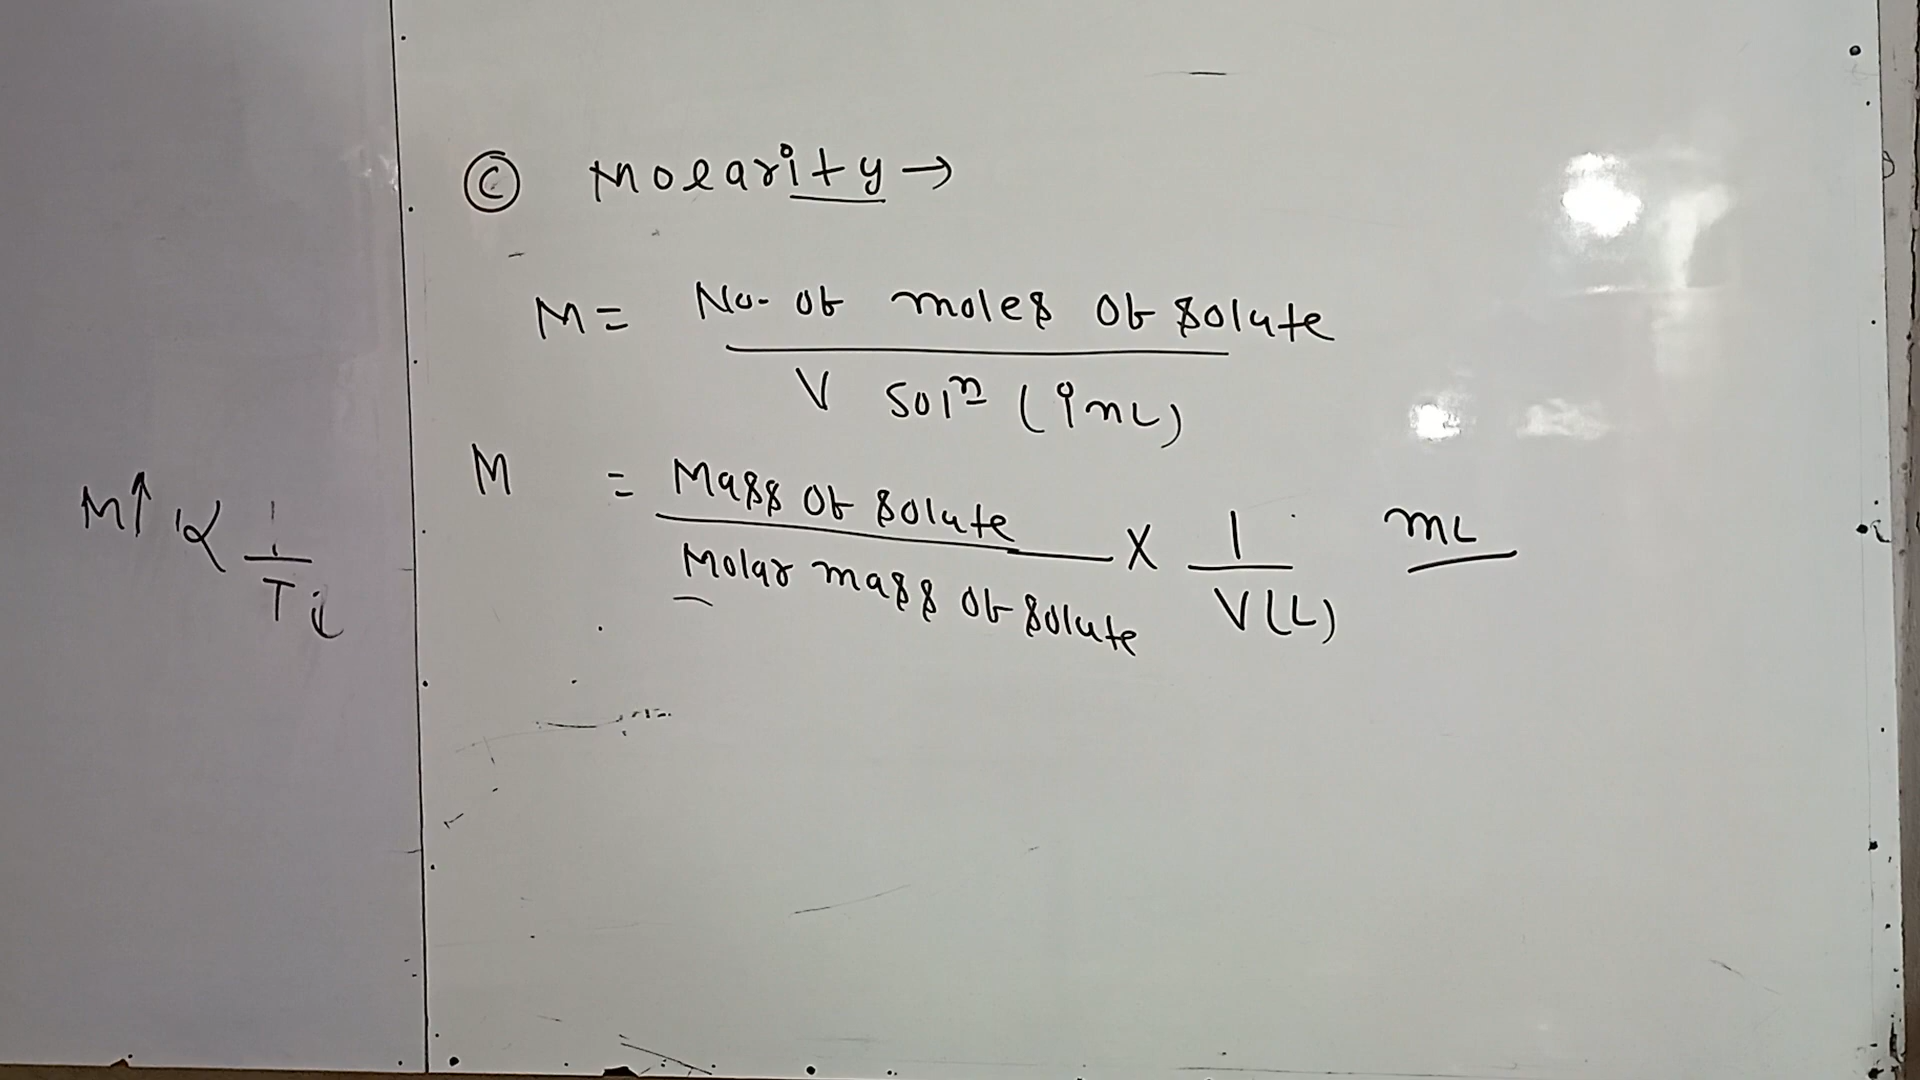 © Molarity →
M = No. of moles of solute
V solⁿ (in L)
M = Mass of solute × 1 mL
Molar mass of solute V(L)
M↑ ∝ 1
T↓